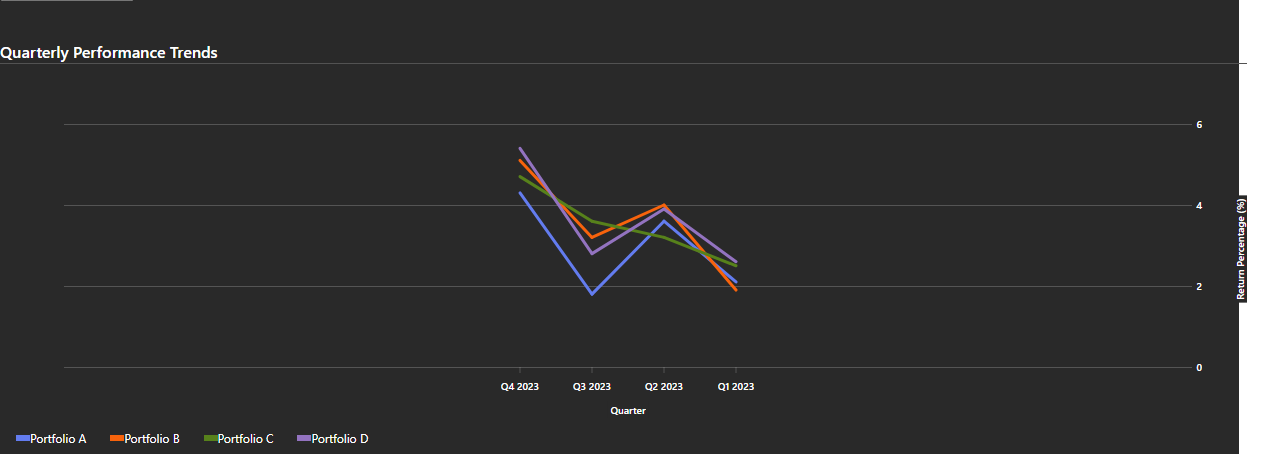 Quarterly Performance Trends
6
4
2
0
Return Percentage (%)
Q4 2023 Q3 2023 Q2 2023 Q1 2023
Quarter
Portfolio A Portfolio B Portfolio C Portfolio D